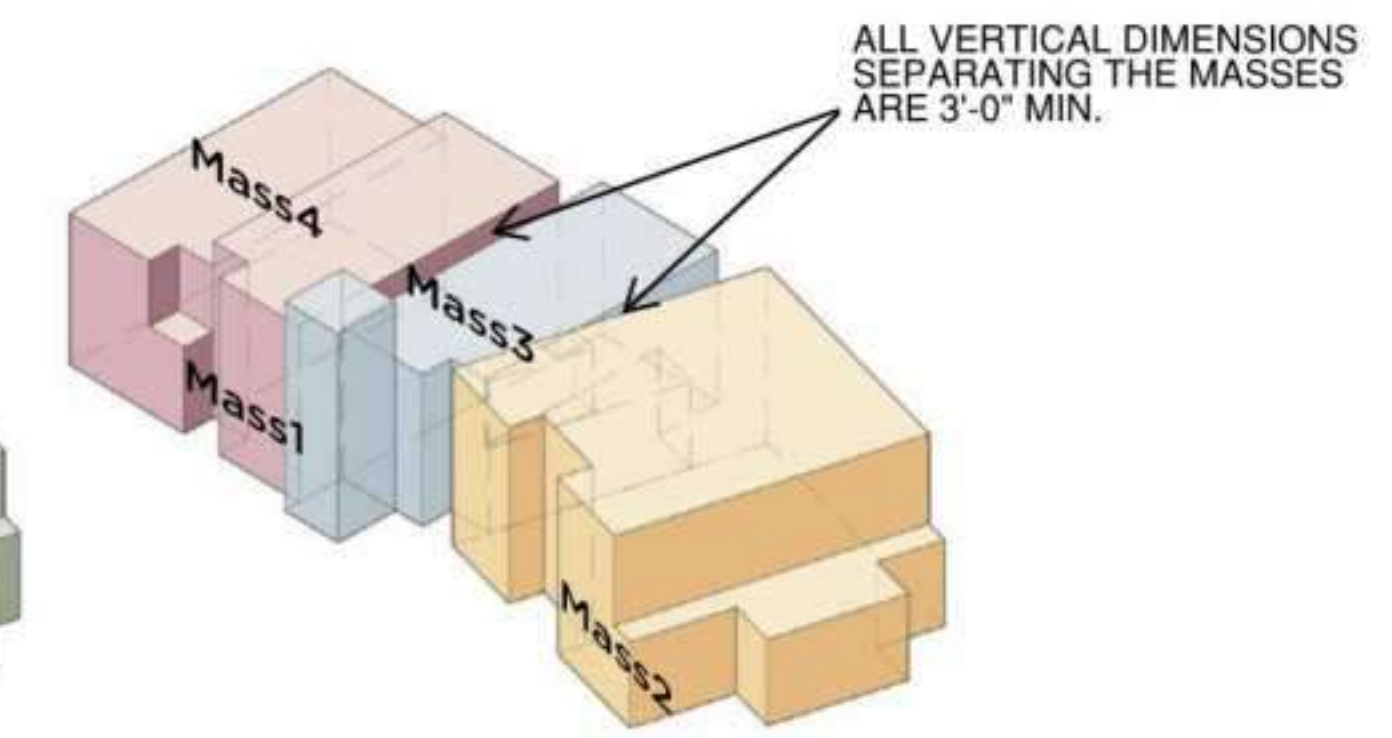 ALL VERTICAL DIMENSIONS
SEPARATING THE MASSES
ARE 3'-0" MIN.
Mass4
Mass3
Mass1
Mass2